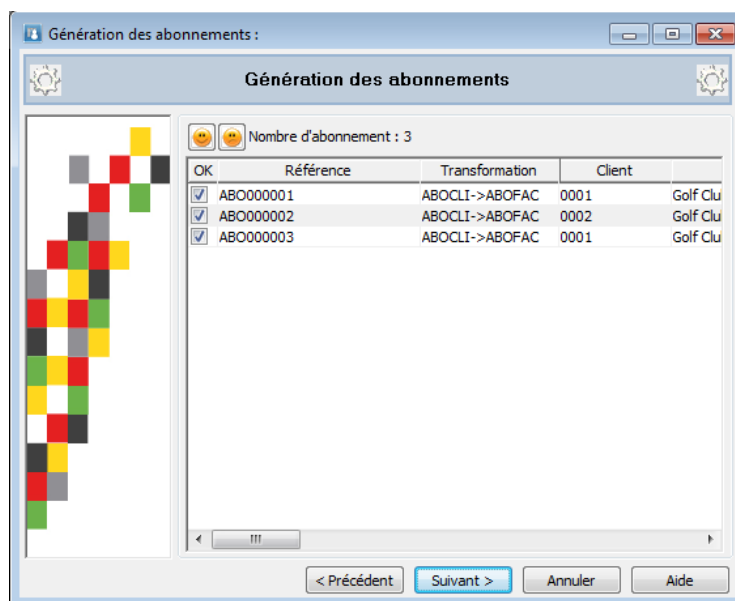 Génération des abonnements :
Génération des abonnements
Nombre d'abonnement : 3
OK Référence Transformation Client
ABO000001 ABOCLI->ABOFAC 0001 Golf Clu
ABO000002 ABOCLI->ABOFAC 0002 Golf Clu
ABO000003 ABOCLI->ABOFAC 0001 Golf Clu
< Précédent Suivant > Annuler Aide